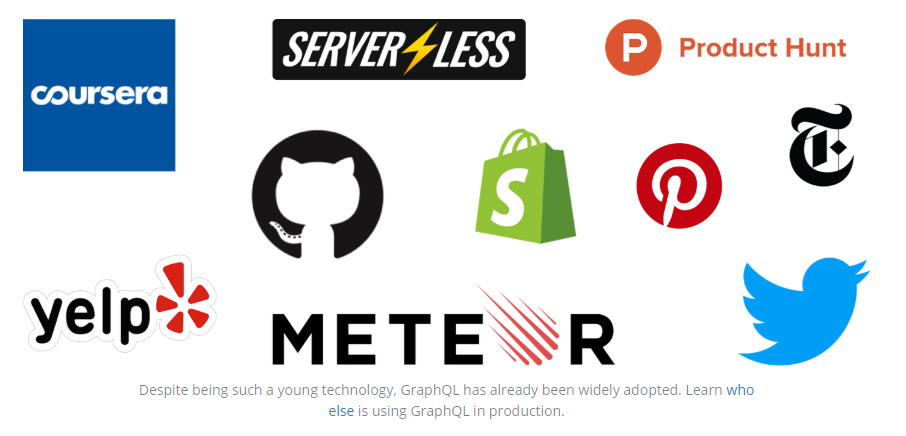 coursera
SERVERLESS
P Product Hunt
T
S
p
yelp
METEOR
Despite being such a young technology, GraphQL has already been widely adopted. Learn who
else is using GraphQL in production.